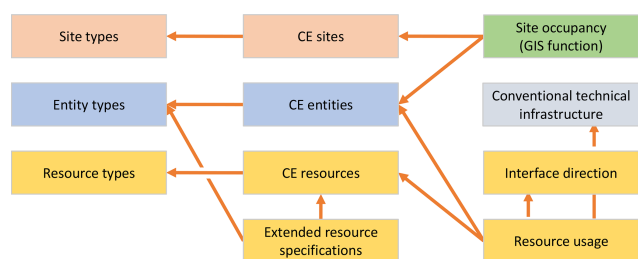 Site types
CE sites
Site occupancy
(GIS function)
Entity types
CE entities
Conventional technical
infrastructure
Resource types
CE resources
Interface direction
Extended resource
specifications
Resource usage